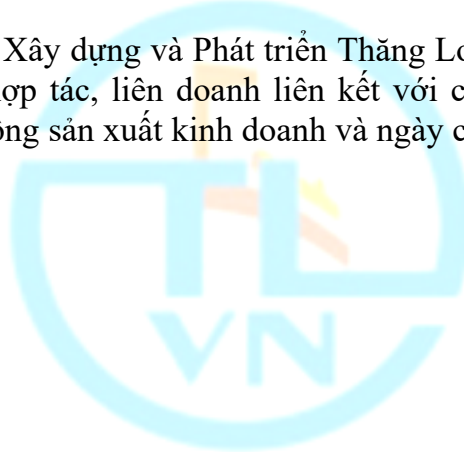 Xây dựng và Phát triển Thăng Lo
ợp tác, liên doanh liên kết với c
ộng sản xuất kinh doanh và ngày c
TL
VN